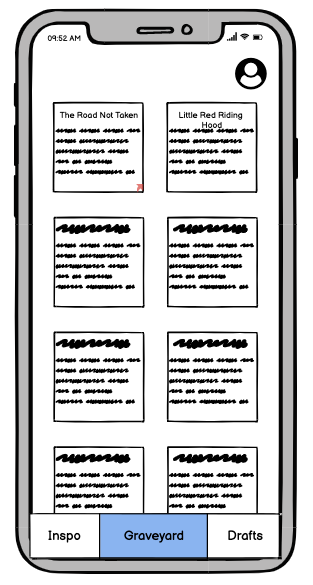 09:52 AM
The Road Not Taken
Little Red Riding
Hood
Inspo
Graveyard
Drafts